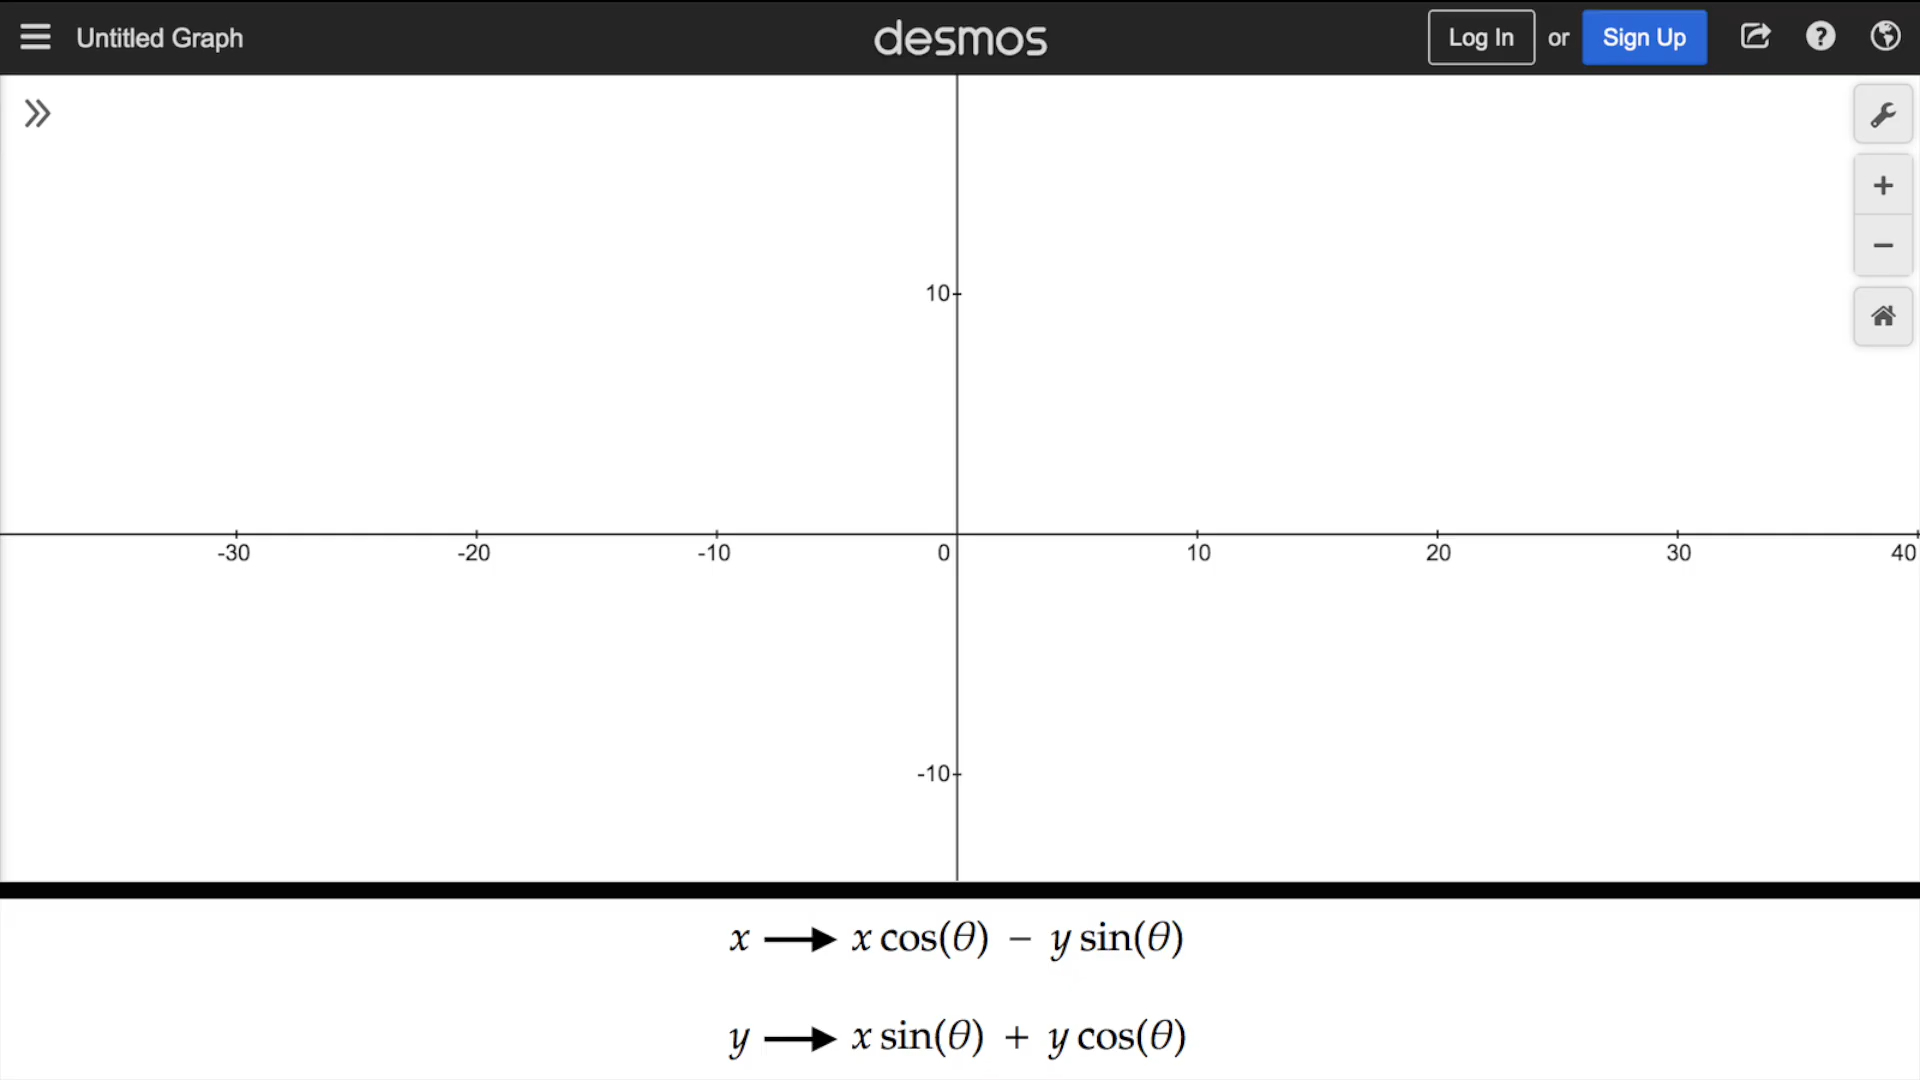 Untitled Graph
desmos
Log In or Sign Up
10
-30 -20 -10 0 10 20 30 40
-10
x → x cos(θ) − y sin(θ)
y → x sin(θ) + y cos(θ)